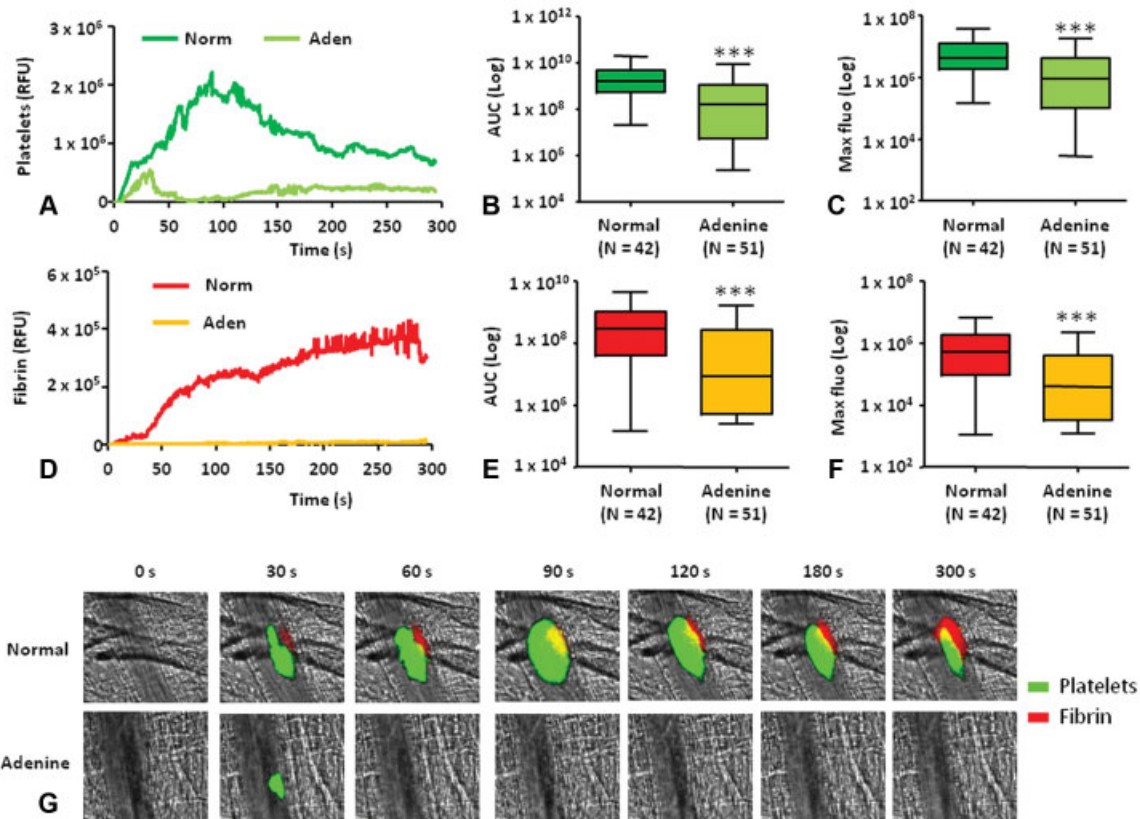 3 x 10⁶
2 x 10⁶
1 x 10⁶
0
Platelets (RFU)
Norm
Aden
0 50 100 150 200 250 300
Time (s)
A
1 x 10¹²
1 x 10¹⁰
1 x 10⁸
1 x 10⁶
1 x 10⁴
AUC (Log)
***
B
Normal
(N = 42)
Adenine
(N = 51)
1 x 10⁸
1 x 10⁶
1 x 10⁴
1 x 10²
Max fluo (Log)
***
C
Normal
(N = 42)
Adenine
(N = 51)
6 x 10⁵
4 x 10⁵
2 x 10⁵
0
Fibrin (RFU)
Norm
Aden
0 50 100 150 200 250 300
Time (s)
D
1 x 10¹⁰
1 x 10⁸
1 x 10⁶
1 x 10⁴
AUC (Log)
***
E
Normal
(N = 42)
Adenine
(N = 51)
1 x 10⁸
1 x 10⁶
1 x 10⁴
1 x 10²
Max fluo (Log)
***
F
Normal
(N = 42)
Adenine
(N = 51)
0 s 30 s 60 s 90 s 120 s 180 s 300 s
Normal
Adenine
G
Platelets
Fibrin